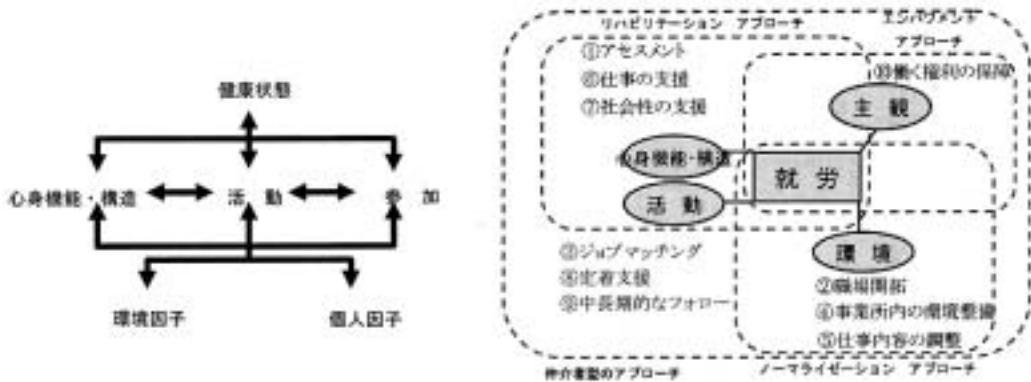 健康状態
心身機能・構造
活 動
参 加
環境因子
個人因子
リハビリテーション アプローチ
エンパワメント
アプローチ
①アセスメント
⑥仕事の支援
⑦社会性の支援
⑩働く権利の保障
主 観
心身機能・構造
就 労
活 動
環 境
③ジョブマッチング
⑧定着支援
⑨中長期的なフォロー
②職場開拓
④事業所内の環境整備
⑤仕事内容の調整
仲介者型のアプローチ
ノーマライゼーション アプローチ